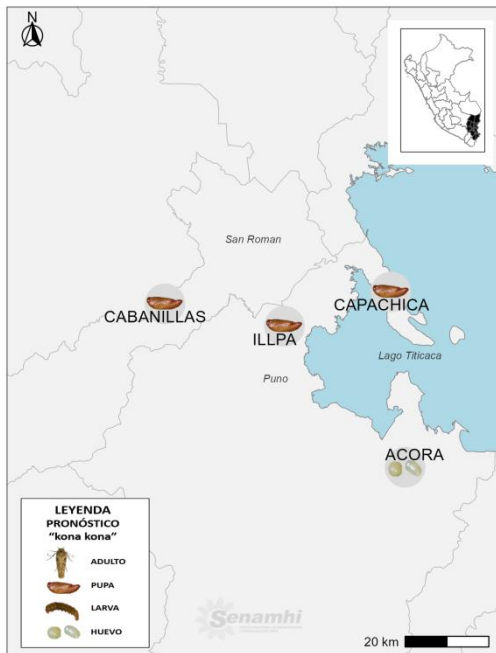 N
San Roman
CABANILLAS
CAPACHICA
ILLPA
Lago Titicaca
Puno
ACORA
LEYENDA
PRONÓSTICO
"kona kona"
ADULTO
PUPA
LARVA
HUEVO
Senamhi
20 km